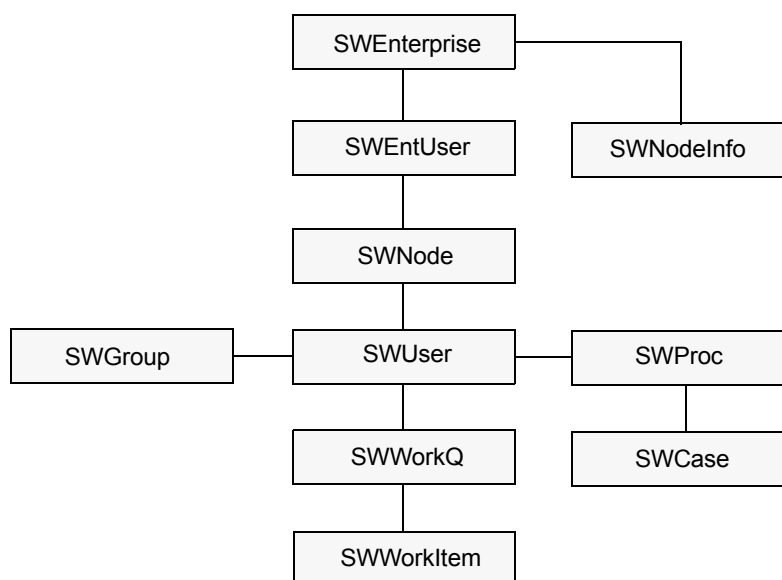 SWEnterprise
SWEntUser
SWNodeInfo
SWNode
SWGroup
SWUser
SWProc
SWWorkQ
SWCase
SWWorkItem